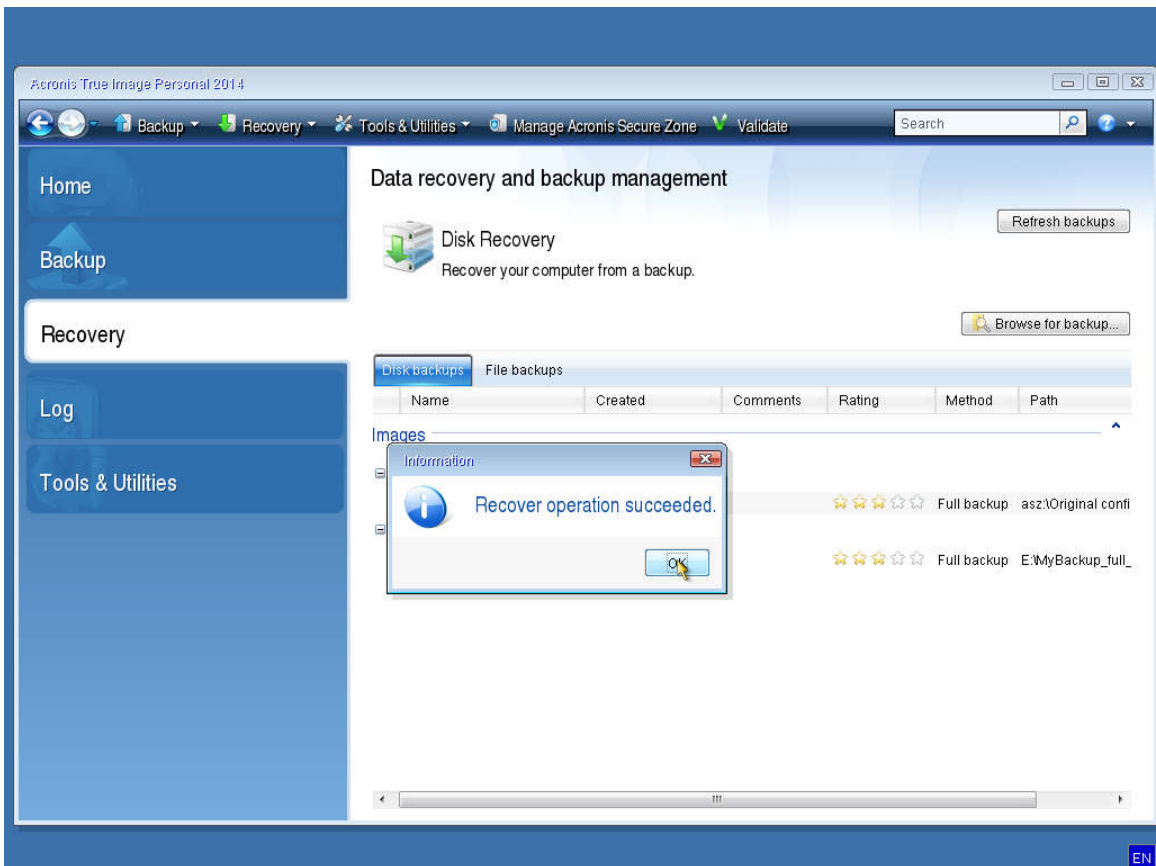 Acronis True Image Personal 2014
Backup Recovery Tools & Utilities Manage Acronis Secure Zone Validate Search
Home
Backup
Recovery
Log
Tools & Utilities
Data recovery and backup management
Refresh backups
Disk Recovery
Recover your computer from a backup.
Browse for backup...
Disk backups File backups
Name Created Comments Rating Method Path
Images
Information
Recover operation succeeded.
OK
Full backup asz:\Original confi
Full backup E:\MyBackup_full_
EN